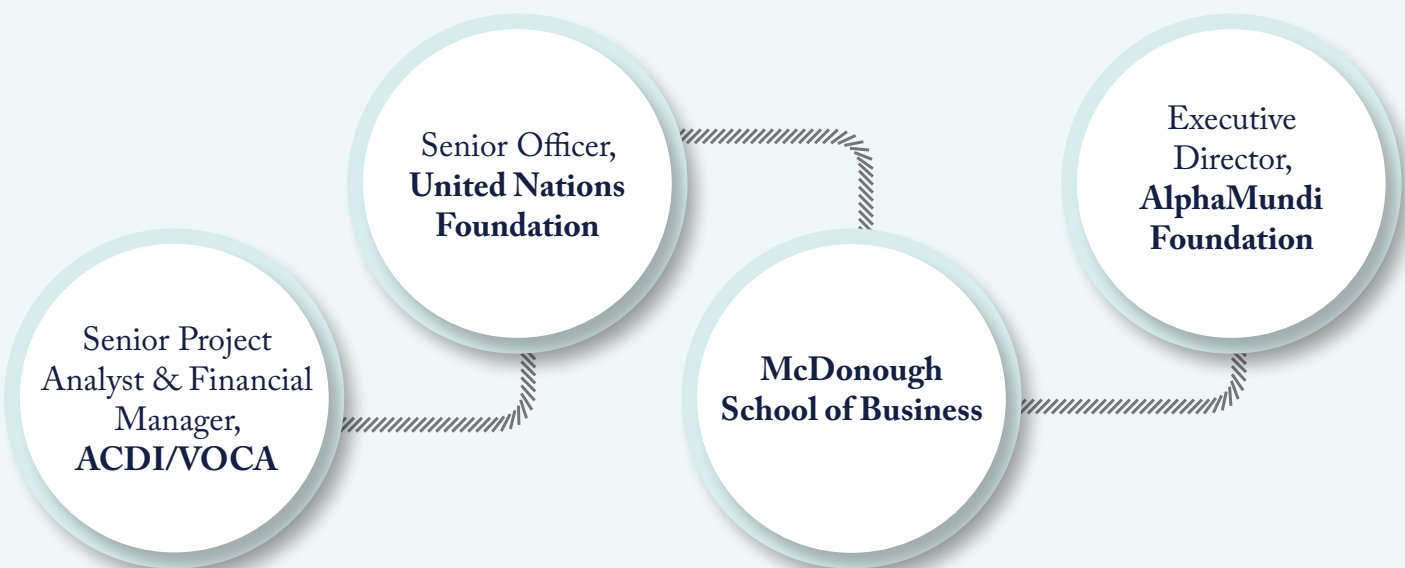 Senior Project
Analyst & Financial
Manager,
ACDI/VOCA
Senior Officer,
United Nations
Foundation
McDonough
School of Business
Executive
Director,
AlphaMundi
Foundation